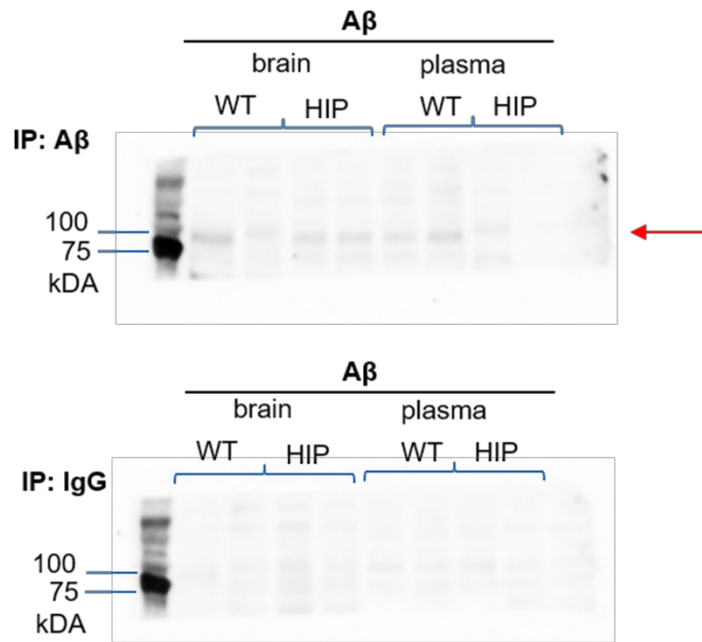 Aβ
brain plasma
WT HIP WT HIP
IP: Aβ
100
75
kDA
Aβ
brain plasma
WT HIP WT HIP
IP: IgG
100
75
kDA